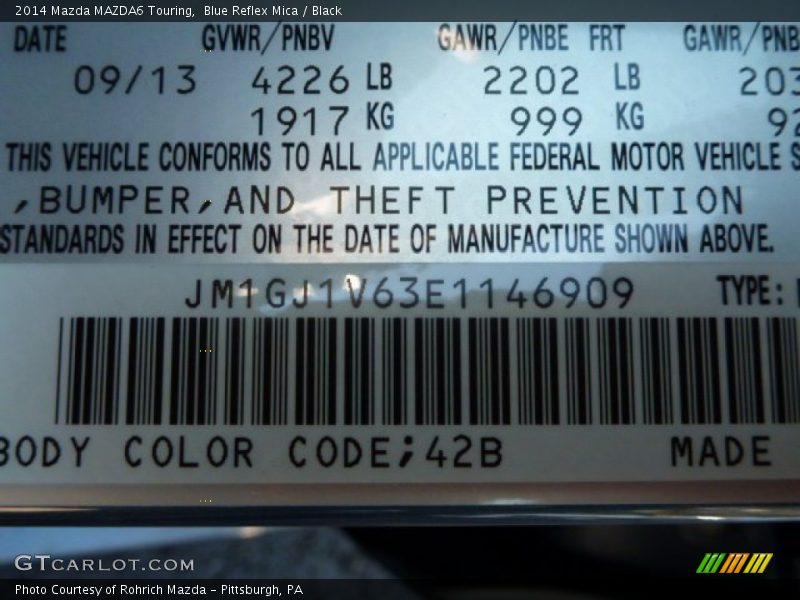 2014 Mazda MAZDA6 Touring, Blue Reflex Mica / Black
DATE GVWR/PNBV GAWR/PNBE FRT GAWR/PNB
09/13 4226 LB 2202 LB 203
1917 KG 999 KG 92
THIS VEHICLE CONFORMS TO ALL APPLICABLE FEDERAL MOTOR VEHICLE S
,BUMPER,AND THEFT PREVENTION
STANDARDS IN EFFECT ON THE DATE OF MANUFACTURE SHOWN ABOVE.
JM1GJ1V63E1146909 TYPE:
BODY COLOR CODE;42B MADE
GTCARLOT.COM
Photo Courtesy of Rohrich Mazda - Pittsburgh, PA